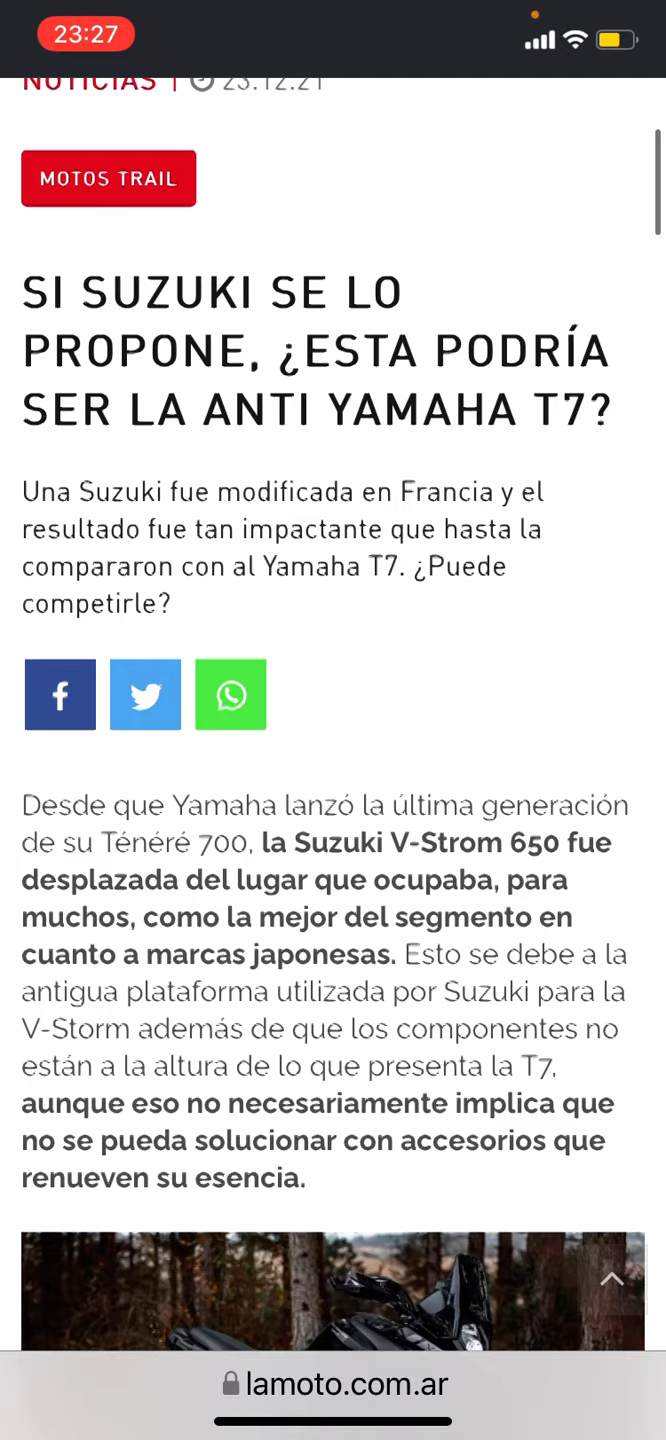 23:27
NOTICIAS | 23.12.21
MOTOS TRAIL
SI SUZUKI SE LO
PROPONE, ¿ESTA PODRÍA
SER LA ANTI YAMAHA T7?
Una Suzuki fue modificada en Francia y el
resultado fue tan impactante que hasta la
compararon con al Yamaha T7. ¿Puede
competirle?
Desde que Yamaha lanzó la última generación
de su Ténéré 700, la Suzuki V-Strom 650 fue
desplazada del lugar que ocupaba, para
muchos, como la mejor del segmento en
cuanto a marcas japonesas. Esto se debe a la
antigua plataforma utilizada por Suzuki para la
V-Storm además de que los componentes no
están a la altura de lo que presenta la T7,
aunque eso no necesariamente implica que
no se pueda solucionar con accesorios que
renueven su esencia.
lamoto.com.ar